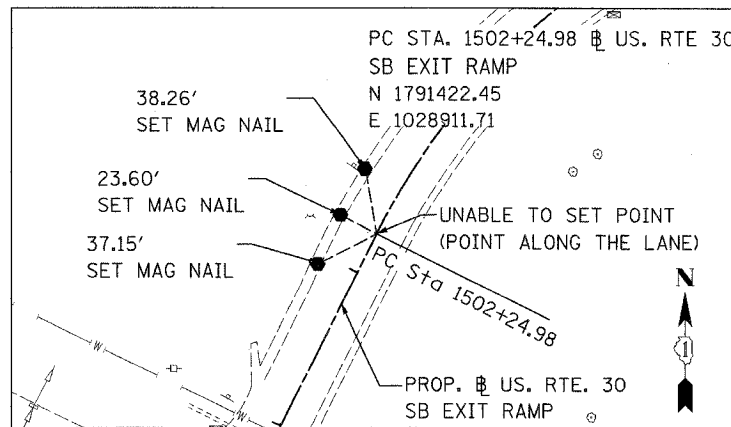 PC STA. 1502+24.98 ⅊ US. RTE 30
SB EXIT RAMP
N 1791422.45
E 1028911.71
38.26'
SET MAG NAIL
23.60'
SET MAG NAIL
37.15'
SET MAG NAIL
UNABLE TO SET POINT
(POINT ALONG THE LANE)
PC Sta 1502+24.98
N
1
W
W
PROP. ⅊ US. RTE. 30
SB EXIT RAMP